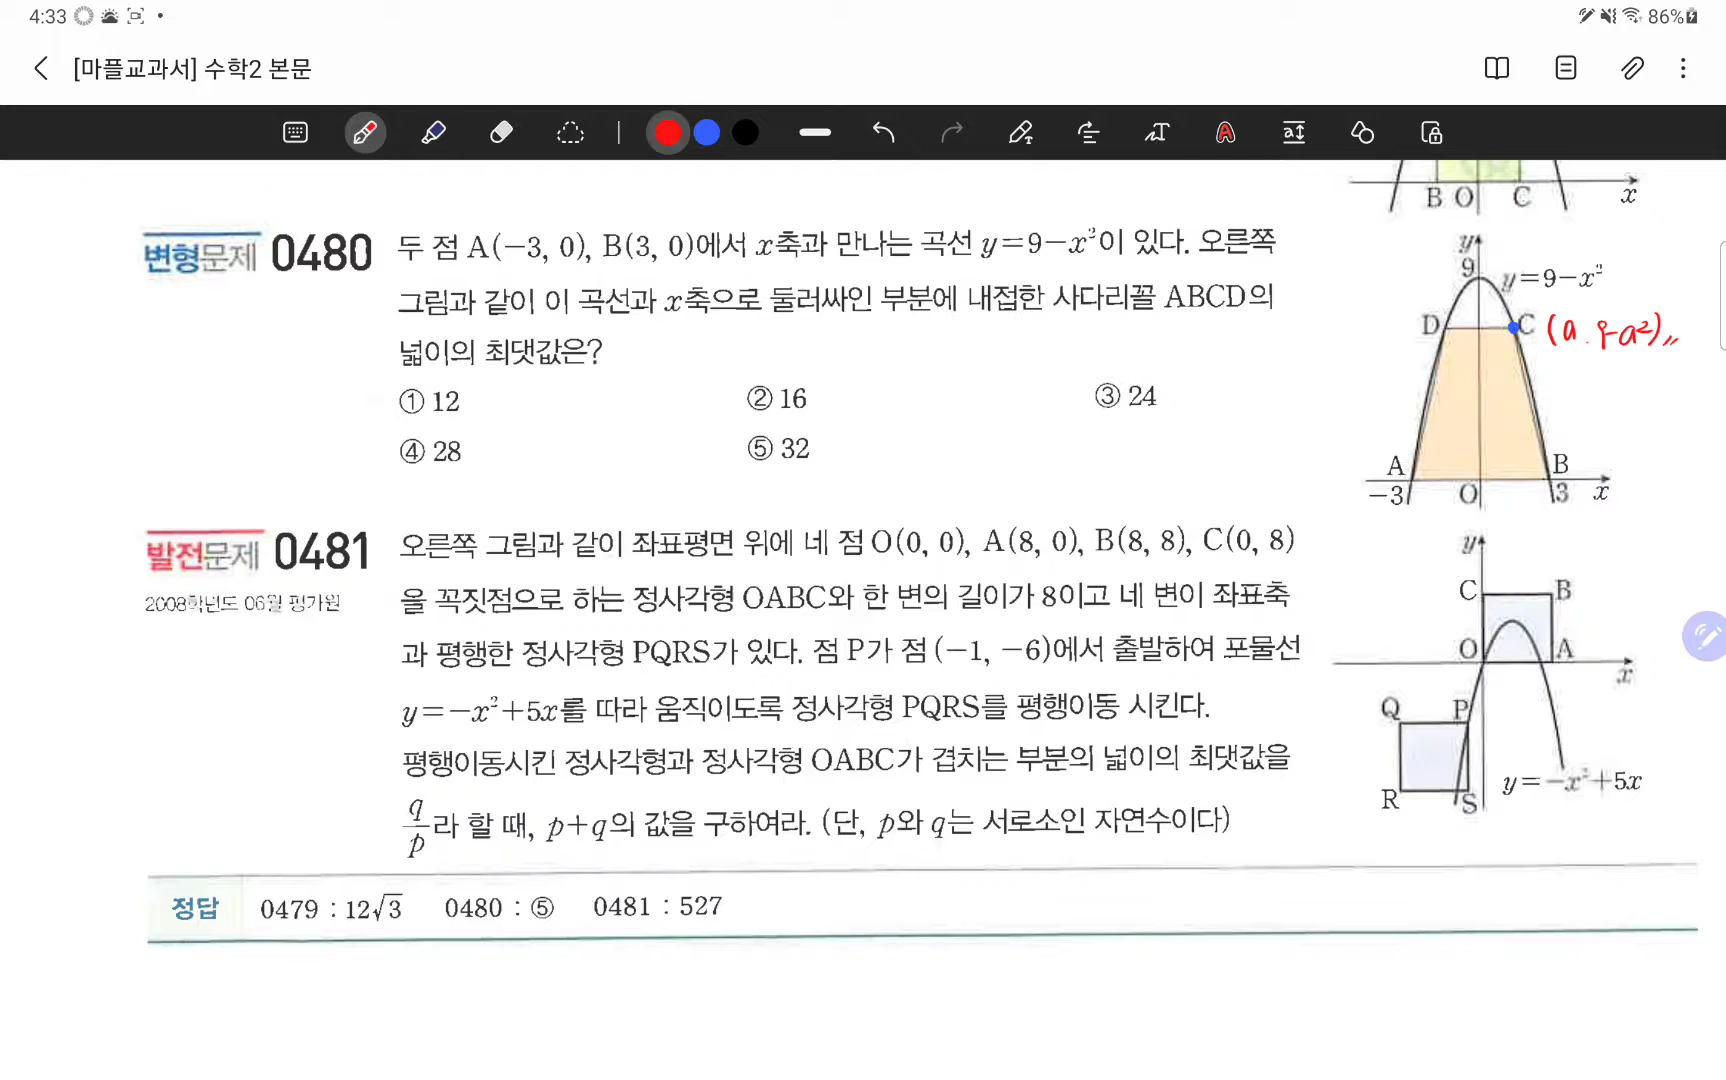 4:33
86%
[마플교과서] 수학2 본문
B O C x
변형문제 0480 두 점 A(−3, 0), B(3, 0)에서 x축과 만나는 곡선 y=9−x²이 있다. 오른쪽
그림과 같이 이 곡선과 x축으로 둘러싸인 부분에 내접한 사다리꼴 ABCD의
넓이의 최댓값은?
① 12 ② 16 ③ 24
④ 28 ⑤ 32
y
9
y=9−x²
D C (a, 9−a²)
A B
−3 O 3 x
발전문제 0481 오른쪽 그림과 같이 좌표평면 위에 네 점 O(0, 0), A(8, 0), B(8, 8), C(0, 8)
2008학년도 06월 평가원
을 꼭짓점으로 하는 정사각형 OABC와 한 변의 길이가 8이고 네 변이 좌표축
과 평행한 정사각형 PQRS가 있다. 점 P가 점 (−1, −6)에서 출발하여 포물선
y=−x²+5x를 따라 움직이도록 정사각형 PQRS를 평행이동 시킨다.
평행이동시킨 정사각형과 정사각형 OABC가 겹치는 부분의 넓이의 최댓값을
q/p라 할 때, p+q의 값을 구하여라. (단, p와 q는 서로소인 자연수이다)
y
C B
O A
x
Q P
R S
y=−x²+5x
정답 0479 : 12√3 0480 : ⑤ 0481 : 527